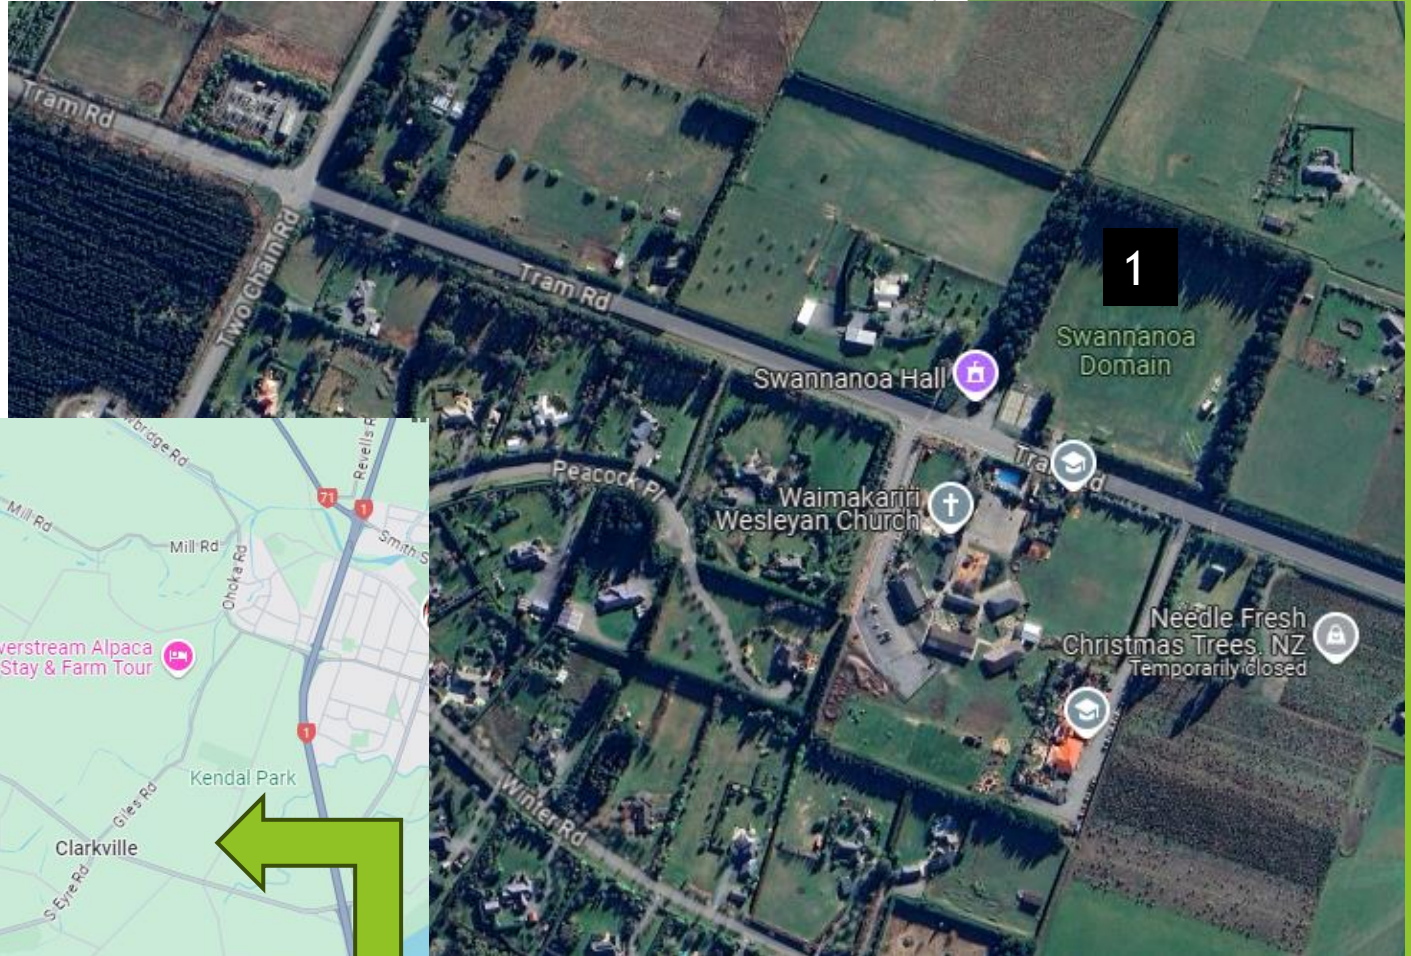 Tram Rd
Two Chain Rd
Tram Rd
1
Swannanoa
Domain
Swannanoa Hall
Peacock Pl
Waimakariri
Wesleyan Church
Needle Fresh
Christmas Trees, NZ
Temporarily closed
Winter Rd
Mill Rd
Mill Rd
Ohoka Rd
71
1
Stay & Farm Tour
1
Kendal Park
Giles Rd
Clarkville
S Eyre Rd